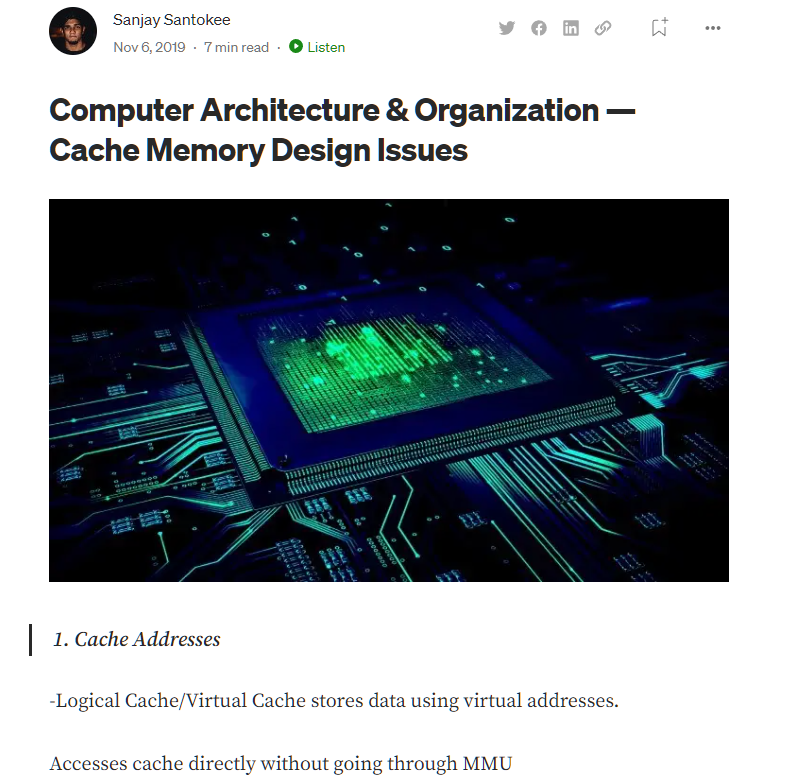 Sanjay Santokee
Nov 6, 2019 · 7 min read · Listen
Computer Architecture & Organization —
Cache Memory Design Issues
1. Cache Addresses
-Logical Cache/Virtual Cache stores data using virtual addresses.
Accesses cache directly without going through MMU